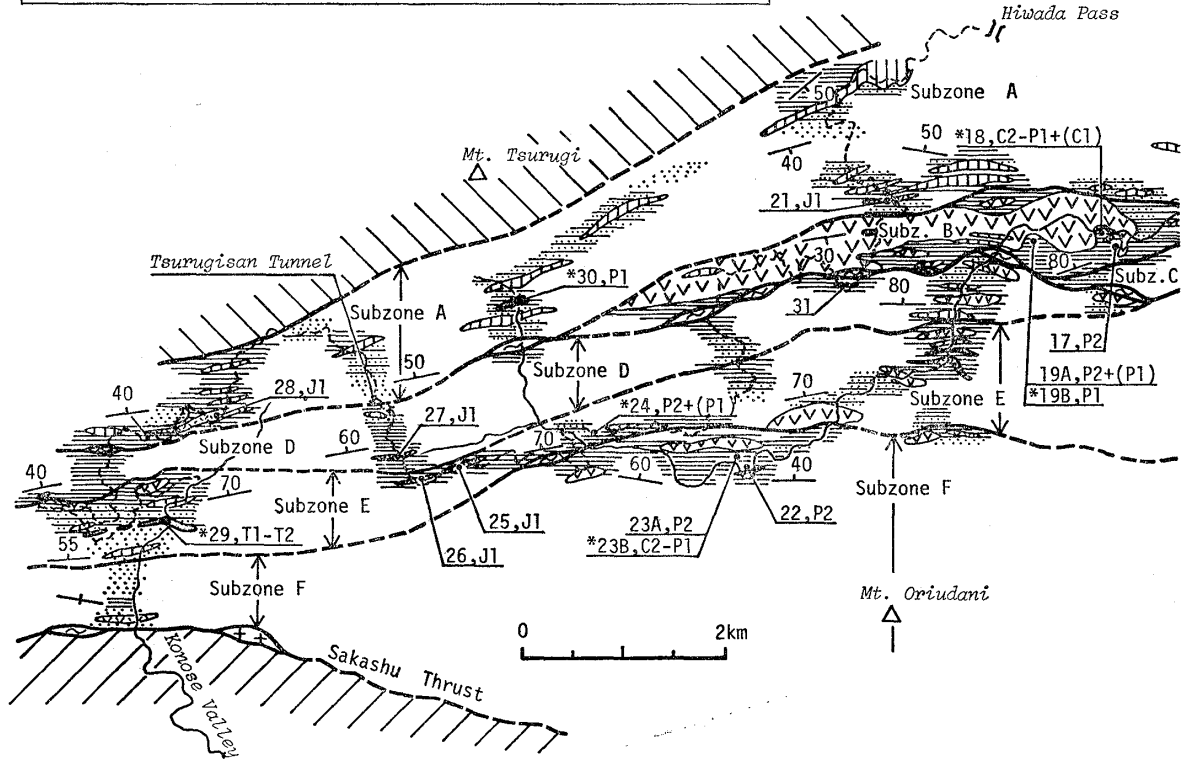 Hiwada Pass
50
Subzone A
Mt. Tsurugi
50
*18,C2-P1+(C1)
40
21,J1
Subz. B
Tsurugisan Tunnel
30
80
*30,P1
Subz.C
80
Subzone A
31
17,P2
50
Subzone D
19A,P2+(P1)
28,J1
70
*19B,P1
40
*24,P2+(P1)
Subzone E
27,J1
Subzone D
60
70
40
60
40
70
Subzone E
Subzone F
25,J1
22,P2
23A,P2
*29,T1-T2
*23B,C2-P1
55
26,J1
Subzone F
Mt. Oriudani
0 2km
Sakashu Thrust
Komose Valley